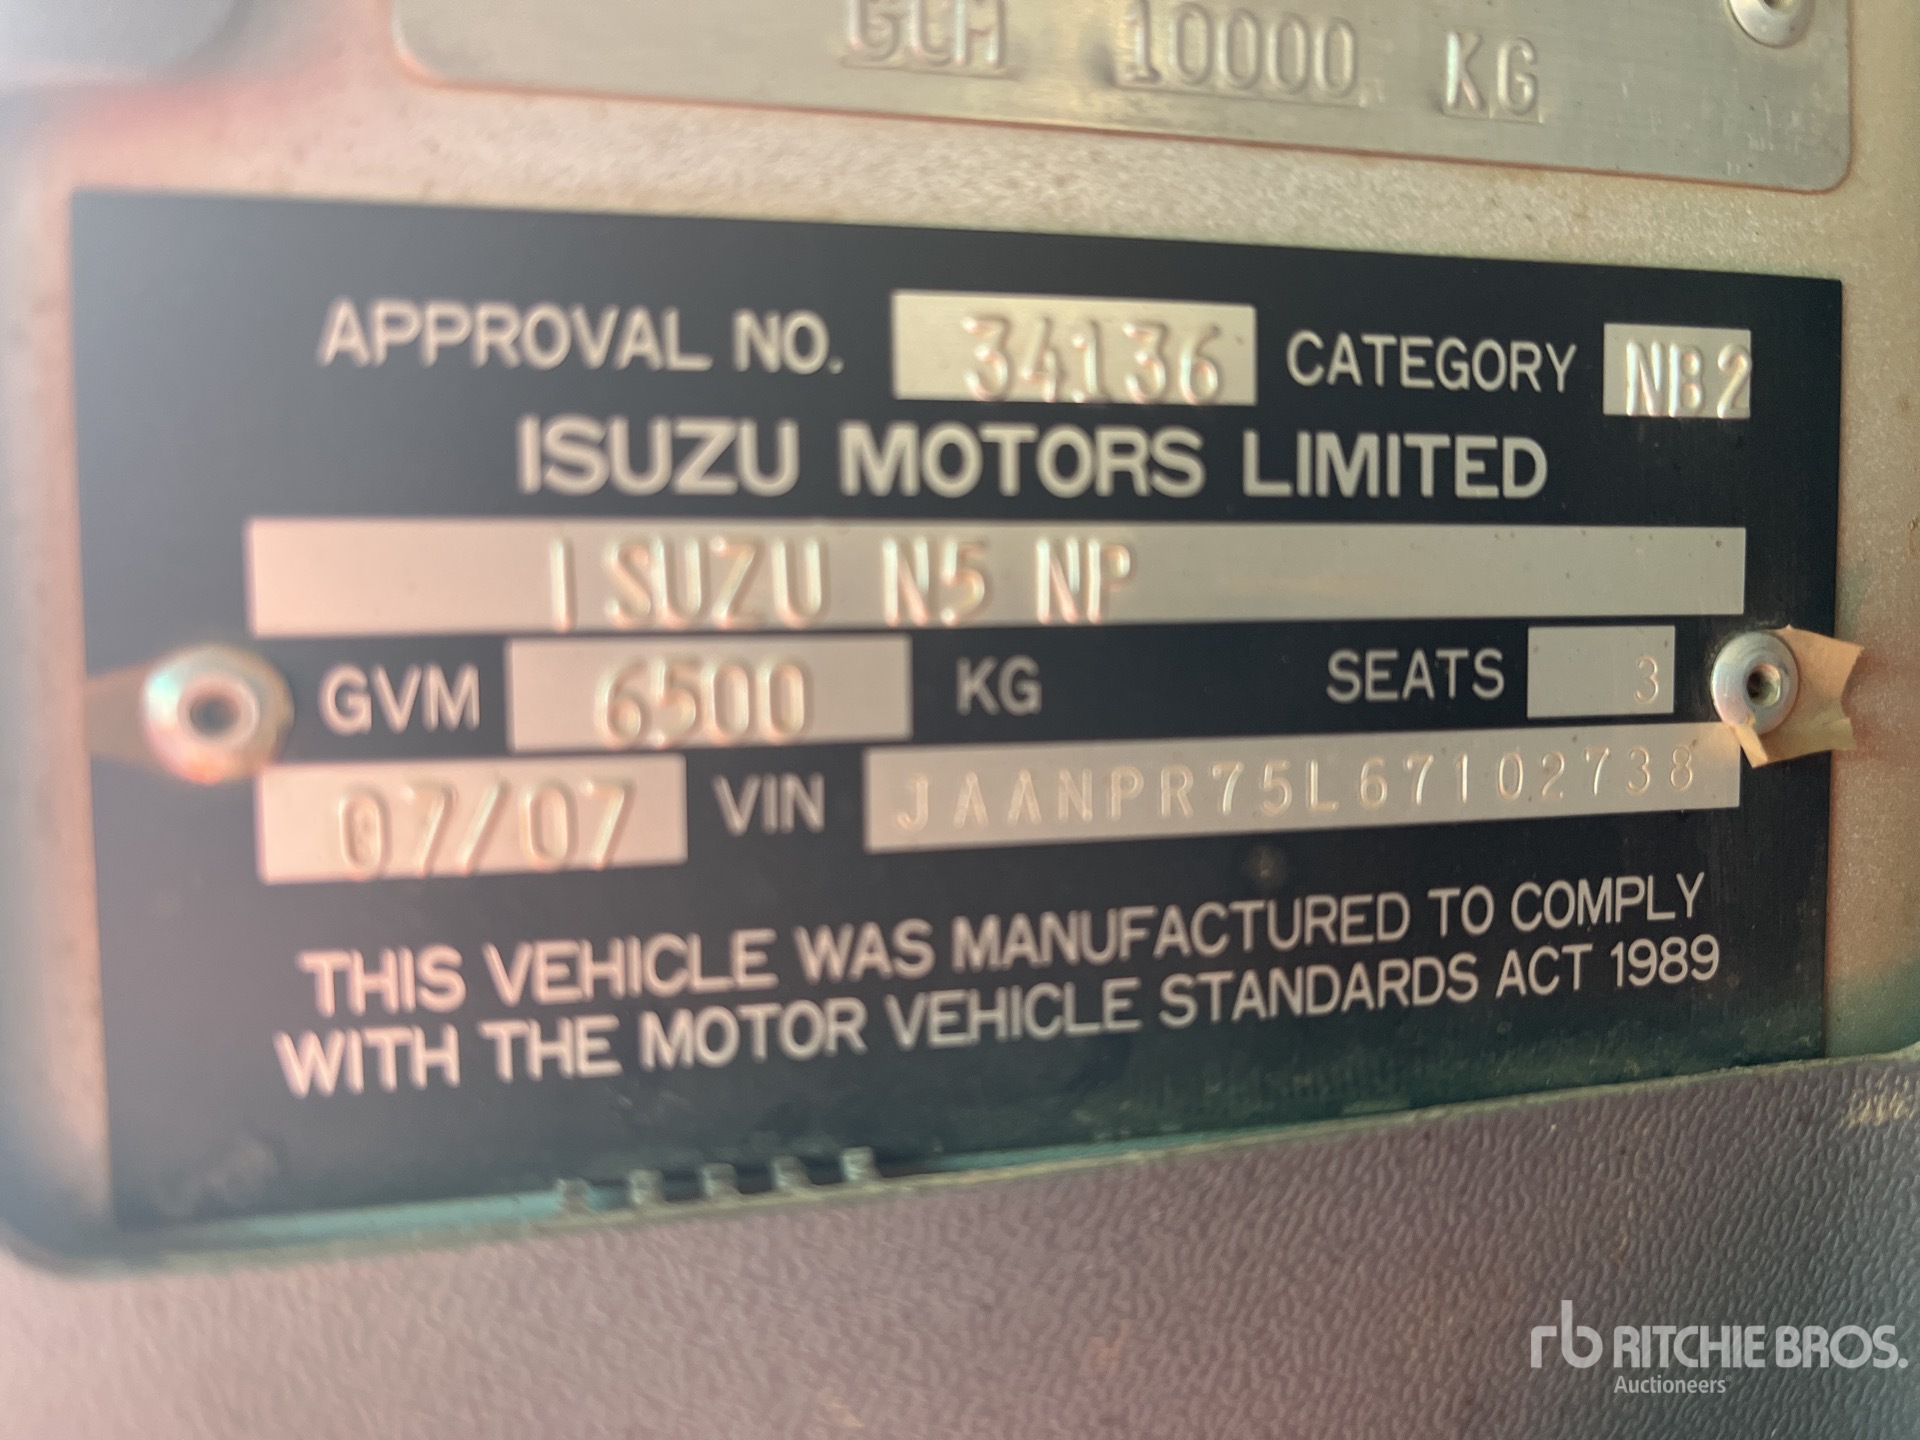 GCM 10000 KG
APPROVAL NO. 34136 CATEGORY NB2
ISUZU MOTORS LIMITED
ISUZU N5 NP
GVM 6500 KG SEATS 3
07/07 VIN JAANPR75L67102738
THIS VEHICLE WAS MANUFACTURED TO COMPLY
WITH THE MOTOR VEHICLE STANDARDS ACT 1989
rb RITCHIE BROS.
Auctioneers